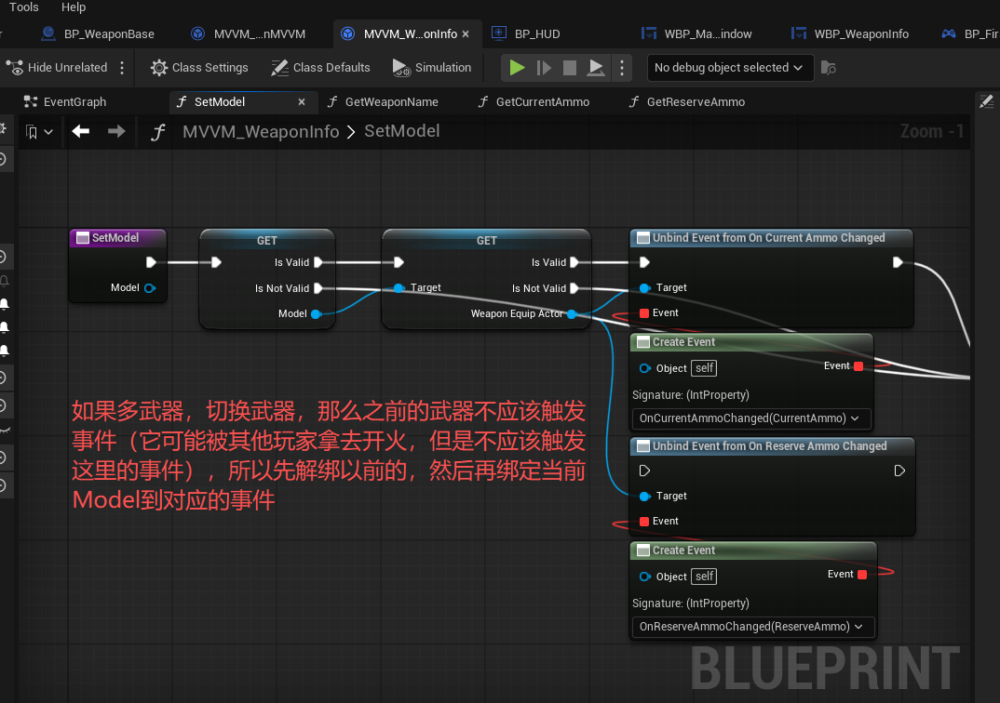 Tools Help
BP_WeaponBase MVVM_W...nMVVM MVVM_W...onInfo × BP_HUD WBP_Ma...indow WBP_WeaponInfo BP_Fir
Hide Unrelated Class Settings Class Defaults Simulation No debug object selected
EventGraph SetModel × GetWeaponName GetCurrentAmmo GetReserveAmmo
MVVM_WeaponInfo > SetModel Zoom -1
SetModel
Model
GET
Is Valid
Is Not Valid
Model
GET
Is Valid
Target
Is Not Valid
Weapon Equip Actor
Unbind Event from On Current Ammo Changed
Target
Event
Create Event
Object self
Event
Signature: (IntProperty)
OnCurrentAmmoChanged(CurrentAmmo)
Unbind Event from On Reserve Ammo Changed
Target
Event
Create Event
Object self
Event
Signature: (IntProperty)
OnReserveAmmoChanged(ReserveAmmo)
如果多武器，切换武器，那么之前的武器不应该触发
事件（它可能被其他玩家拿去开火，但是不应该触发
这里的事件），所以先解绑以前的，然后再绑定当前
Model到对应的事件
BLUEPRINT